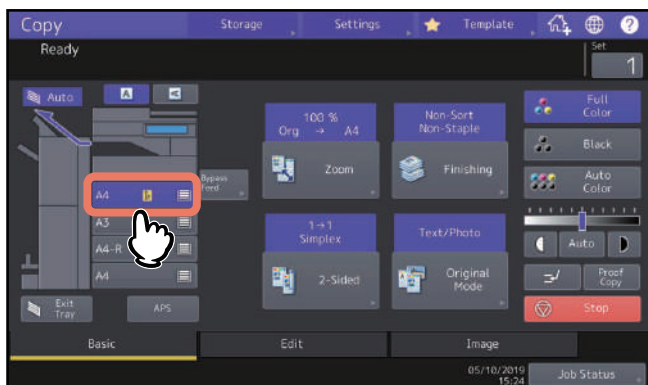 Copy
Storage
Settings
Template
?
Ready
Set
1
Auto
A
A
Full
Color
100 %
Org → A4
Non-Sort
Non-Staple
Black
Zoom
Finishing
Bypass
Feed
Auto
Color
A4
A3
A4-R
A4
1→1
Simplex
Text/Photo
Auto
2-Sided
Original
Mode
Proof
Copy
Exit
Tray
APS
Stop
Basic
Edit
Image
05/10/2019
15:24
Job Status